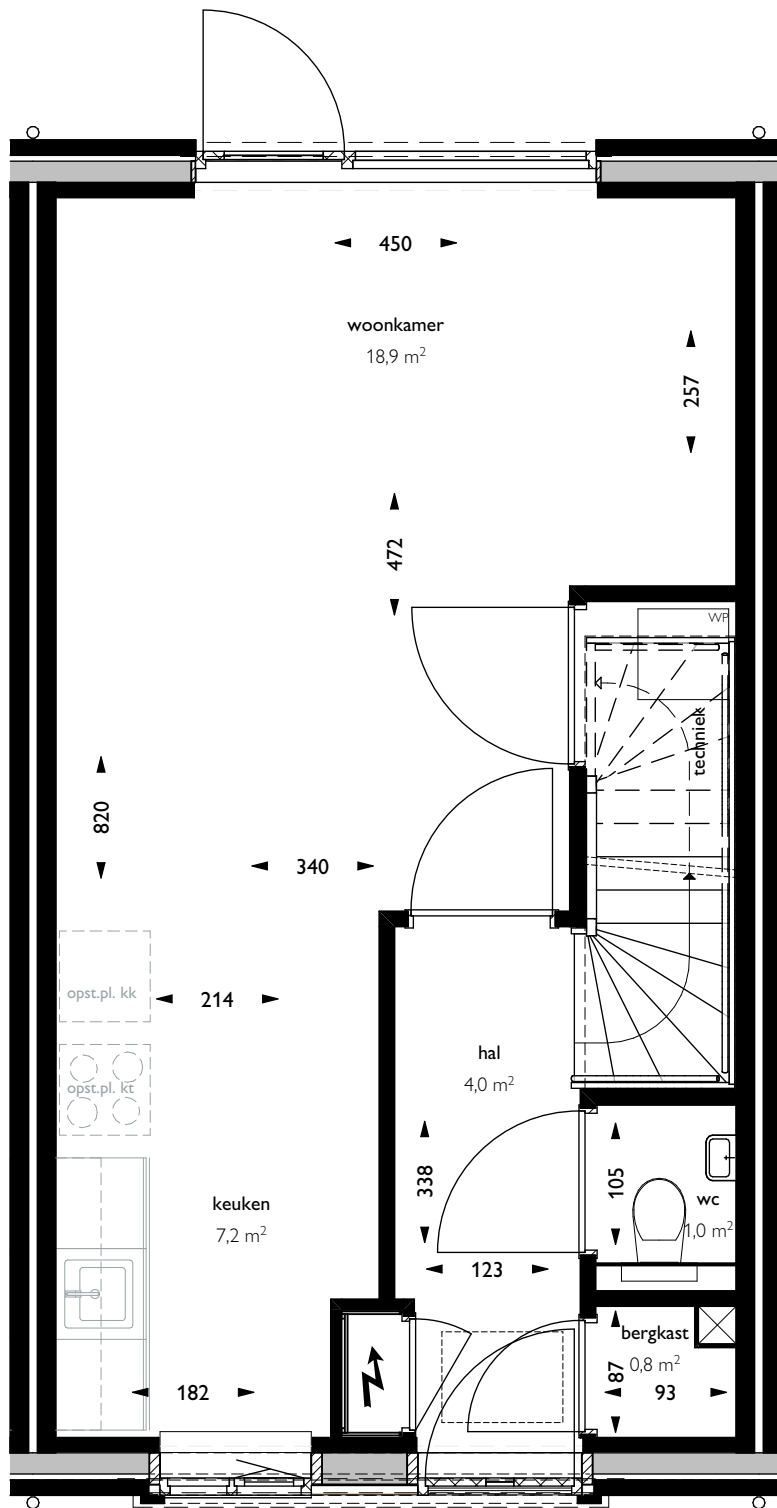 450
woonkamer
18,9 m²
257
472
WP
techniek
820
340
opst.pl. kk
214
hal
4,0 m²
opst.pl. kt
338
105
keuken
7,2 m²
wc
1,0 m²
123
bergkast
0,8 m²
87
93
182